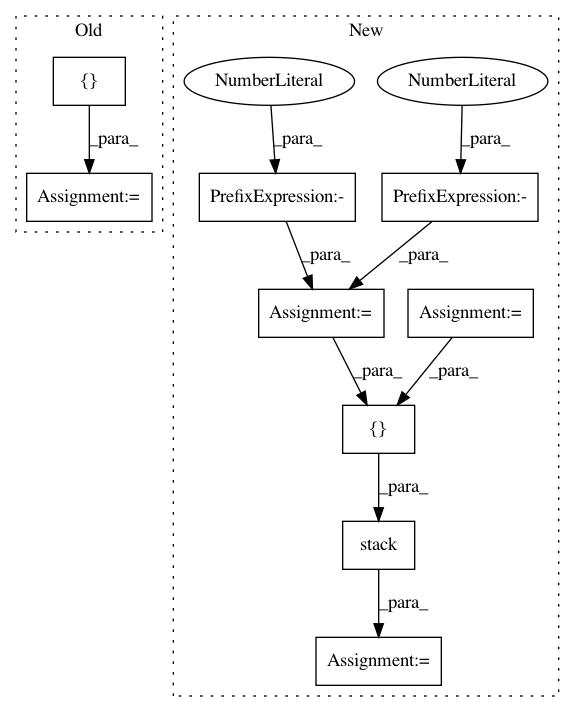 Old
New
{}
NumberLiteral
NumberLiteral
_para_
_para_
_para_
Assignment:=
PrefixExpression:-
PrefixExpression:-
_para_
_para_
Assignment:=
Assignment:=
_para_
_para_
{}
_para_
stack
_para_
Assignment:=